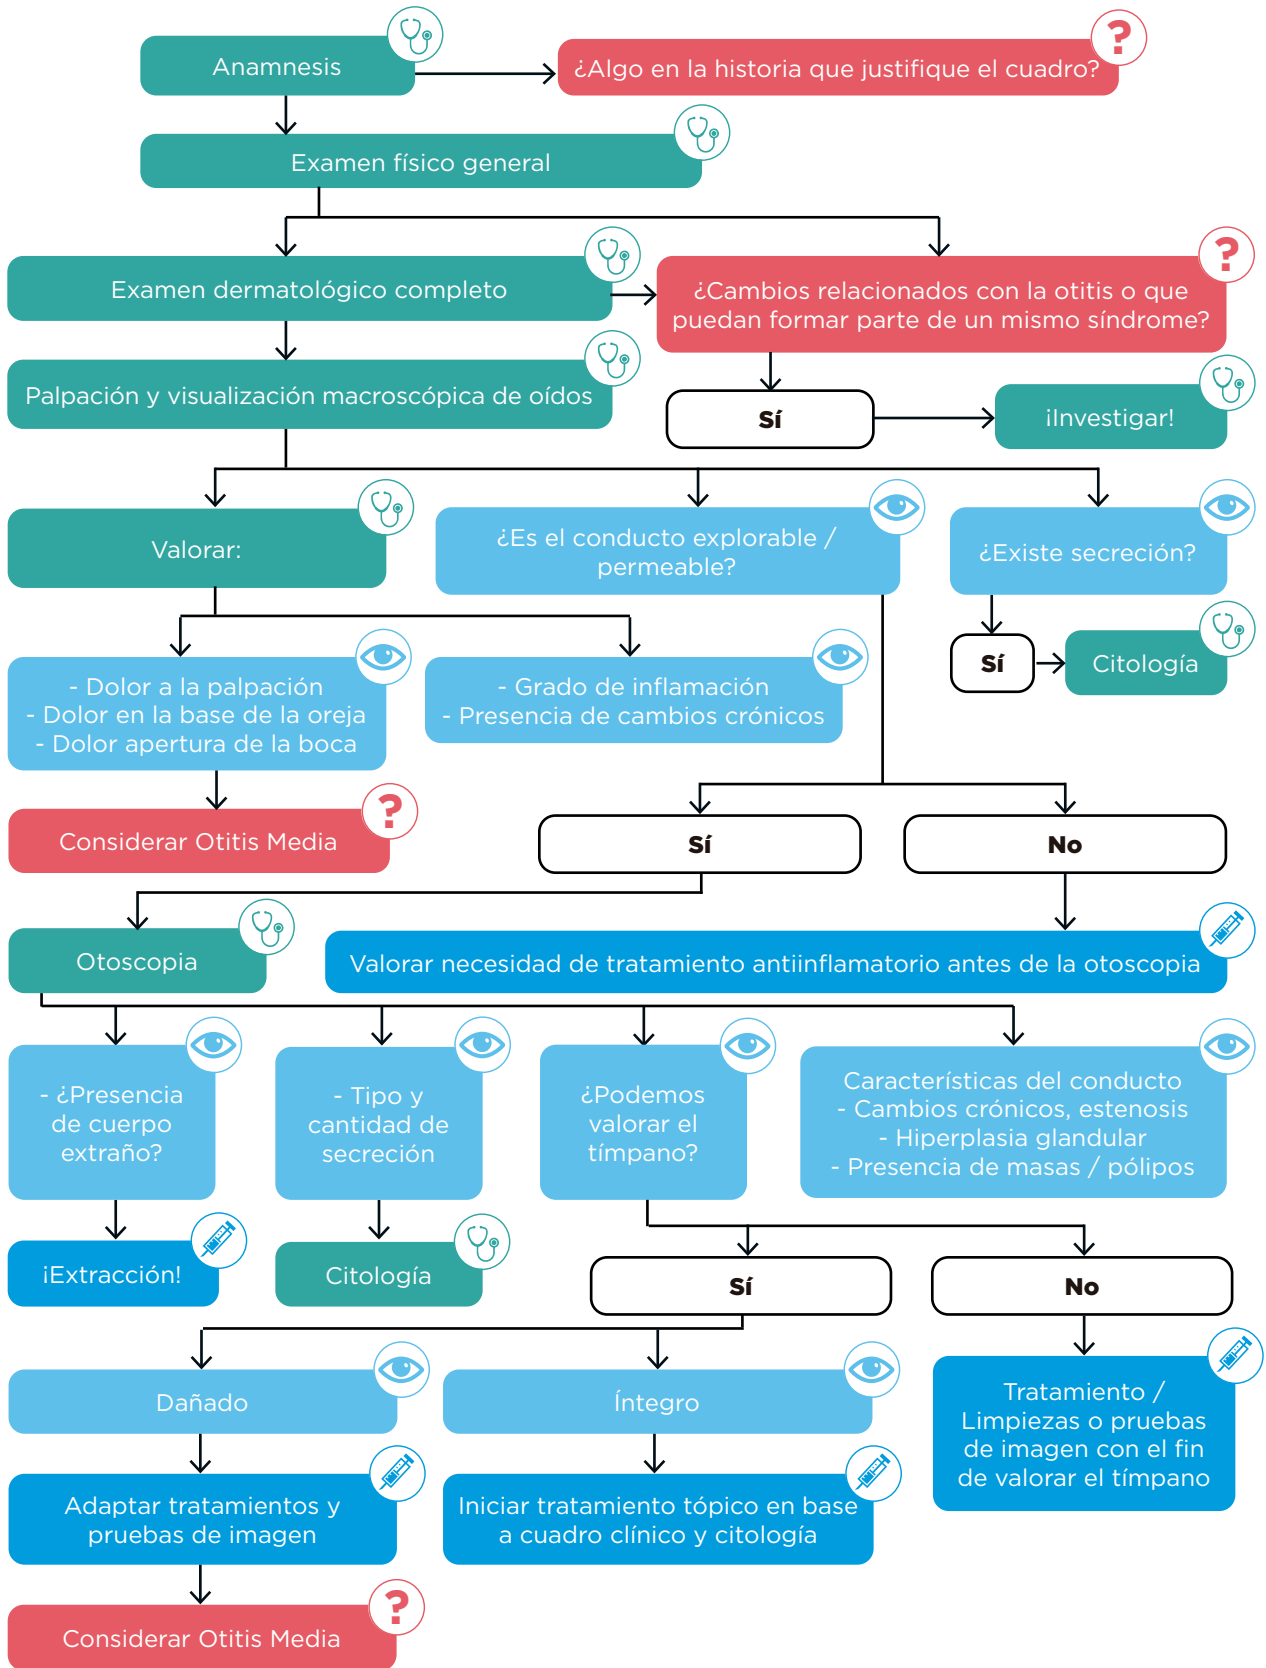 Anamnesis
?
¿Algo en la historia que justifique el cuadro?
Examen físico general
Examen dermatológico completo
?
¿Cambios relacionados con la otitis o que
puedan formar parte de un mismo síndrome?
Palpación y visualización macroscópica de oídos
Sí
¡Investigar!
Valorar:
¿Es el conducto explorable /
permeable?
¿Existe secreción?
Sí
Citología
- Dolor a la palpación
- Dolor en la base de la oreja
- Dolor apertura de la boca
- Grado de inflamación
- Presencia de cambios crónicos
?
Considerar Otitis Media
Sí
No
Otoscopia
Valorar necesidad de tratamiento antiinflamatorio antes de la otoscopia
- ¿Presencia
de cuerpo
extraño?
- Tipo y
cantidad de
secreción
¿Podemos
valorar el
tímpano?
Características del conducto
- Cambios crónicos, estenosis
- Hiperplasia glandular
- Presencia de masas / pólipos
¡Extracción!
Citología
Sí
No
Dañado
Íntegro
Tratamiento /
Limpiezas o pruebas
de imagen con el fin
de valorar el tímpano
Adaptar tratamientos y
pruebas de imagen
Iniciar tratamiento tópico en base
a cuadro clínico y citología
?
Considerar Otitis Media